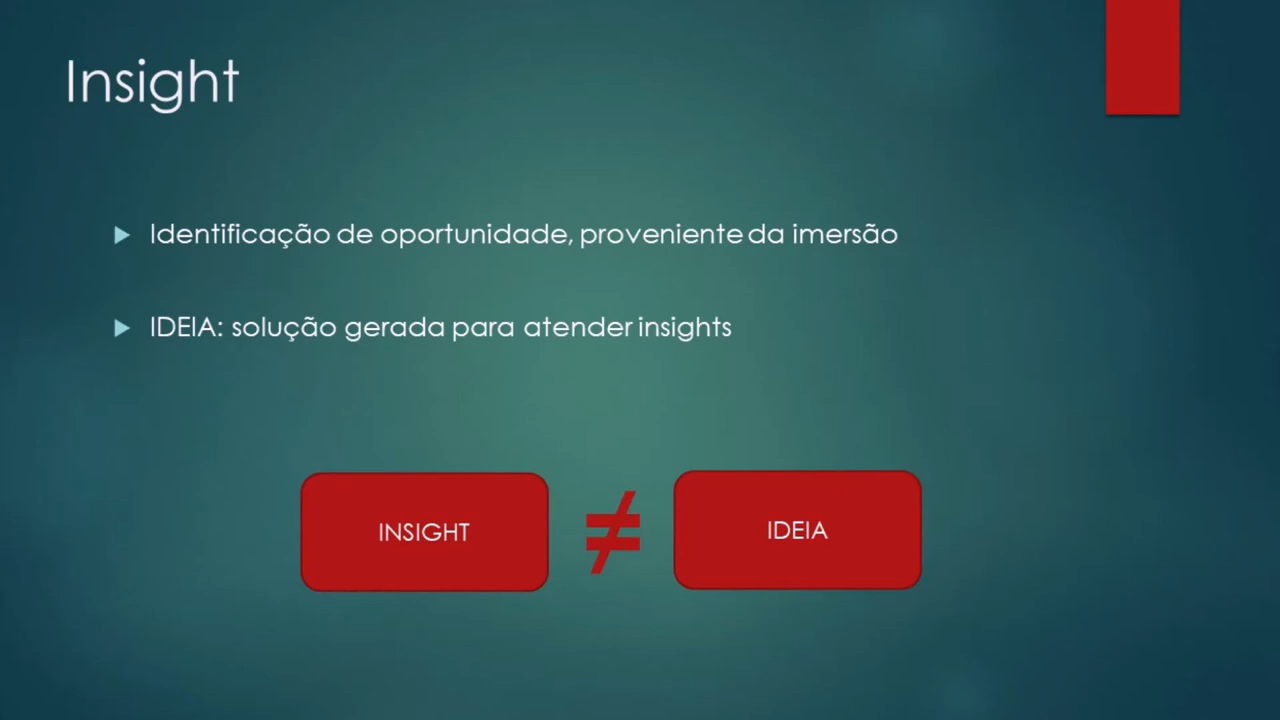 Insight
Identificação de oportunidade, proveniente da imersão
IDEIA: solução gerada para atender insights
INSIGHT ≠ IDEIA